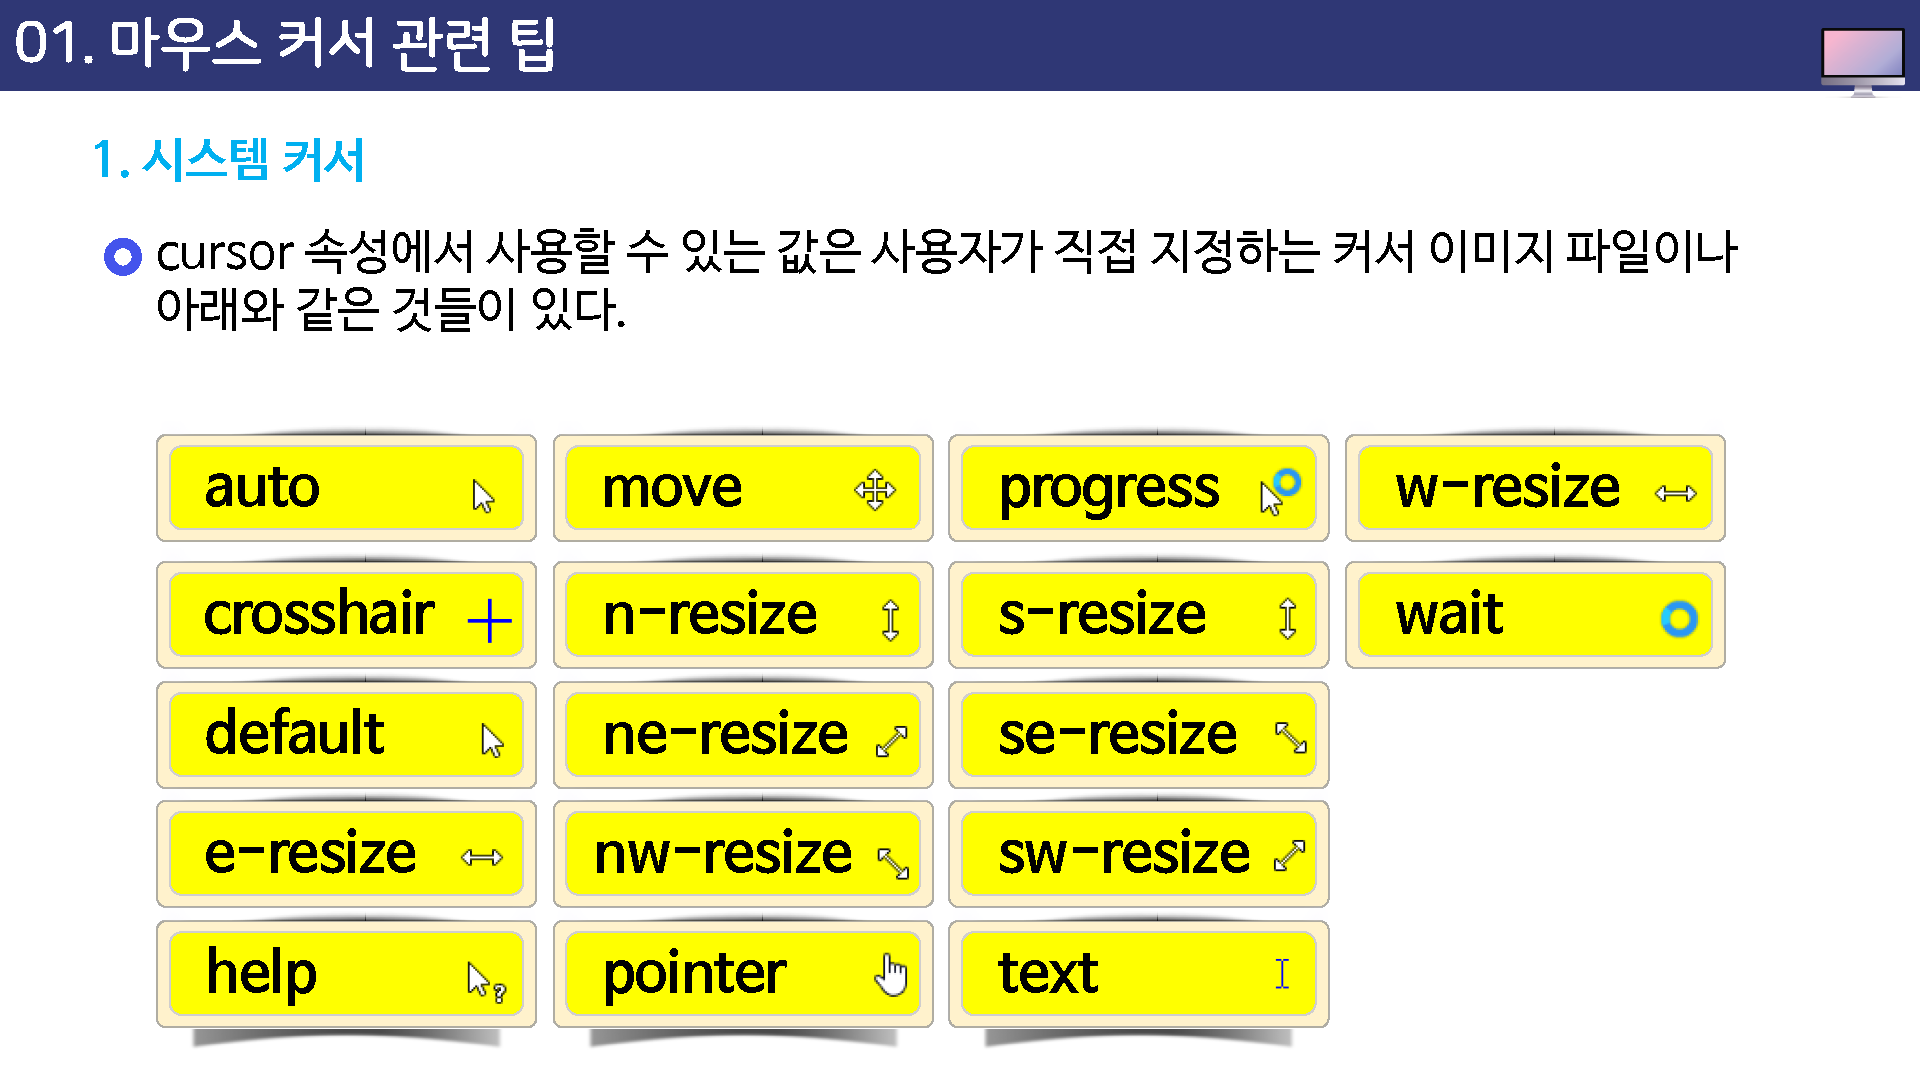 01. 마우스 커서 관련 팁
1. 시스템 커서
cursor 속성에서 사용할 수 있는 값은 사용자가 직접 지정하는 커서 이미지 파일이나
아래와 같은 것들이 있다.
auto
move
progress
w-resize
crosshair
n-resize
s-resize
wait
default
ne-resize
se-resize
e-resize
nw-resize
sw-resize
help
pointer
text